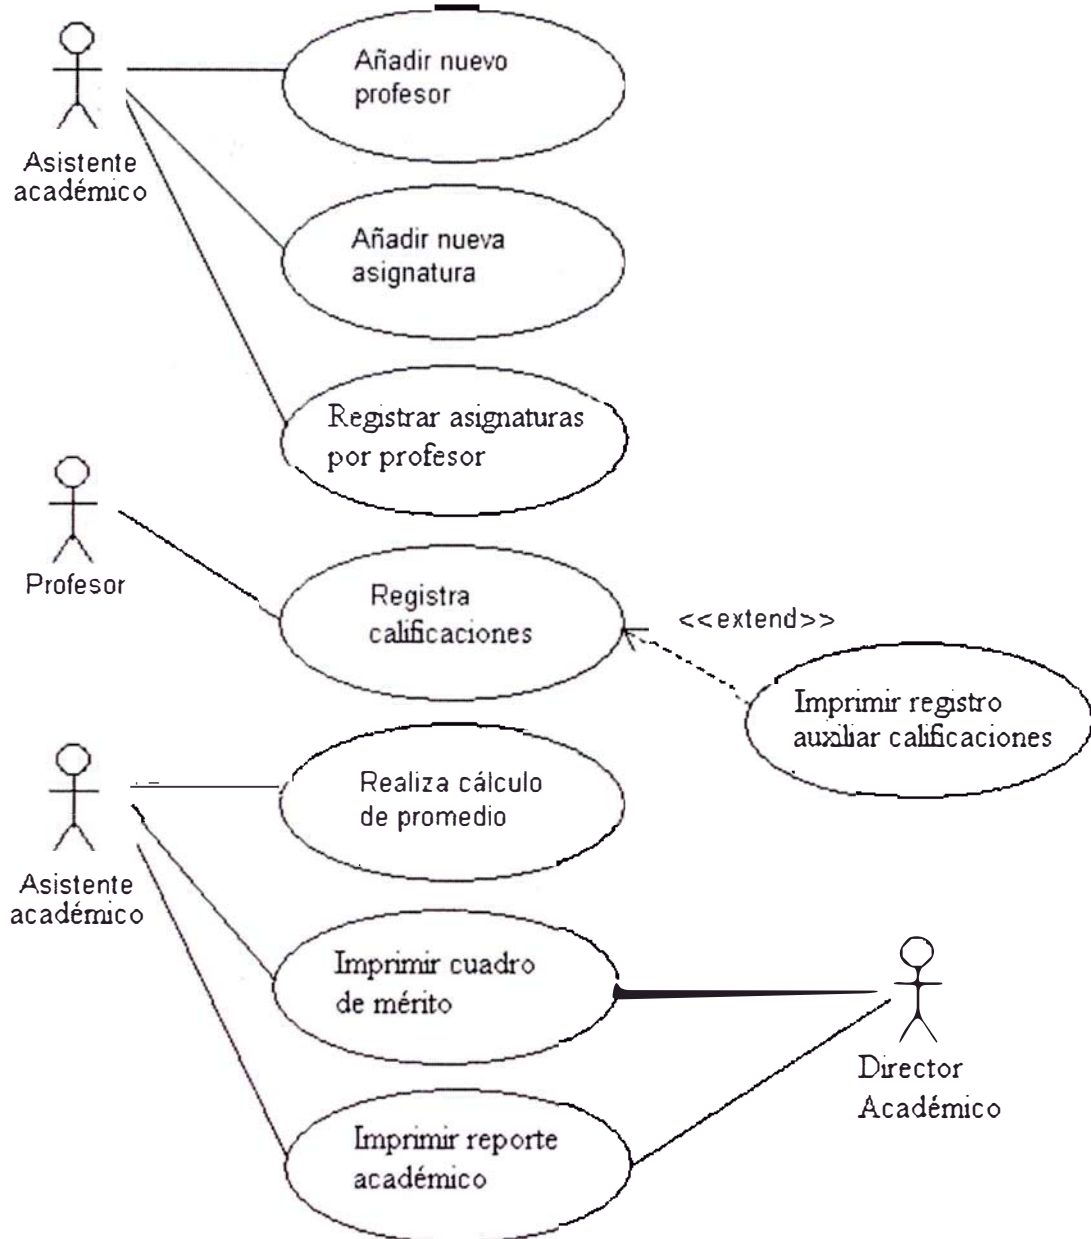 Añadir nuevo
profesor
Asistente
académico
Añadir nueva
asignatura
Registrar asignaturas
por profesor
Profesor
Registra
calificaciones
<<extend>>
Imprimir registro
auxiliar calificaciones
Realiza cálculo
de promedio
Asistente
académico
Imprimir cuadro
de mérito
Director
Académico
Imprimir reporte
académico